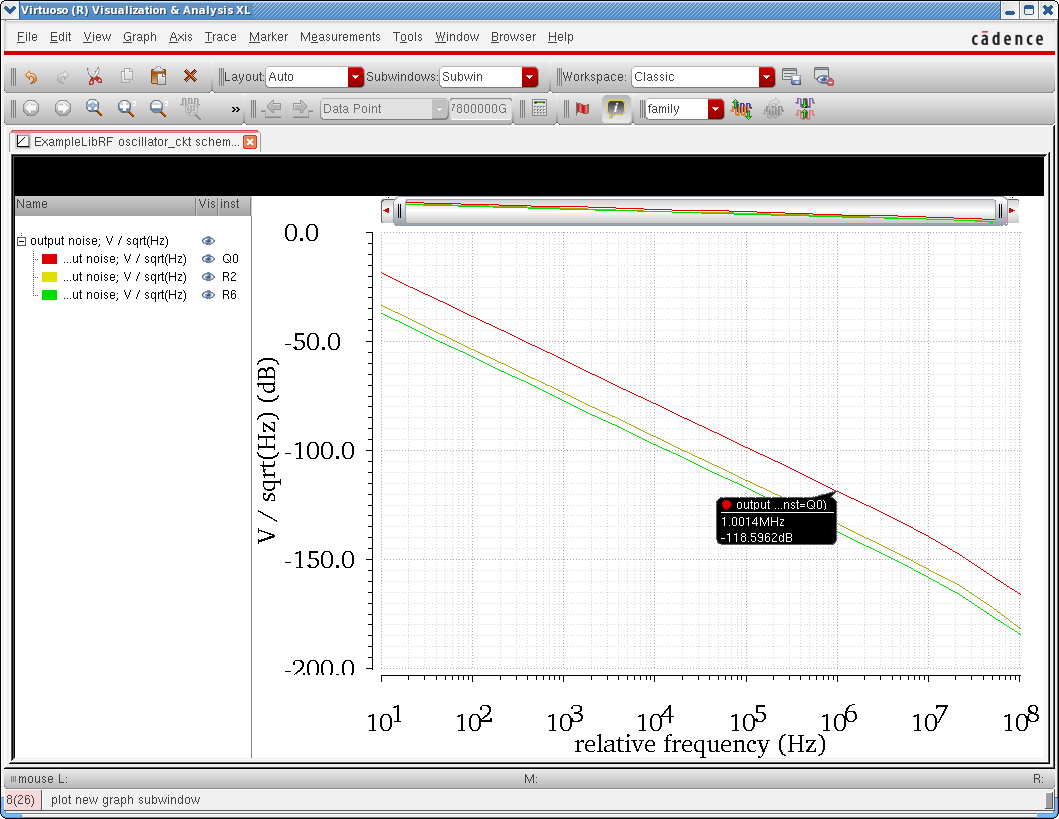 Virtuoso (R) Visualization & Analysis XL
File Edit View Graph Axis Trace Marker Measurements Tools Window Browser Help
cādence
Layout: Auto Subwindows: Subwin Workspace: Classic
» Data Point 7800000G family
ExampleLibRF oscillator_ckt schem...
Name Vis inst
output noise; V / sqrt(Hz)
...ut noise; V / sqrt(Hz) Q0
...ut noise; V / sqrt(Hz) R2
...ut noise; V / sqrt(Hz) R6
0.0
-50.0
-100.0
-150.0
-200.0
V / sqrt(Hz) (dB)
output ...nst=Q0)
1.0014MHz
-118.5962dB
10^1 10^2 10^3 10^4 10^5 10^6 10^7 10^8
relative frequency (Hz)
mouse L: M: R:
8(26) plot new graph subwindow